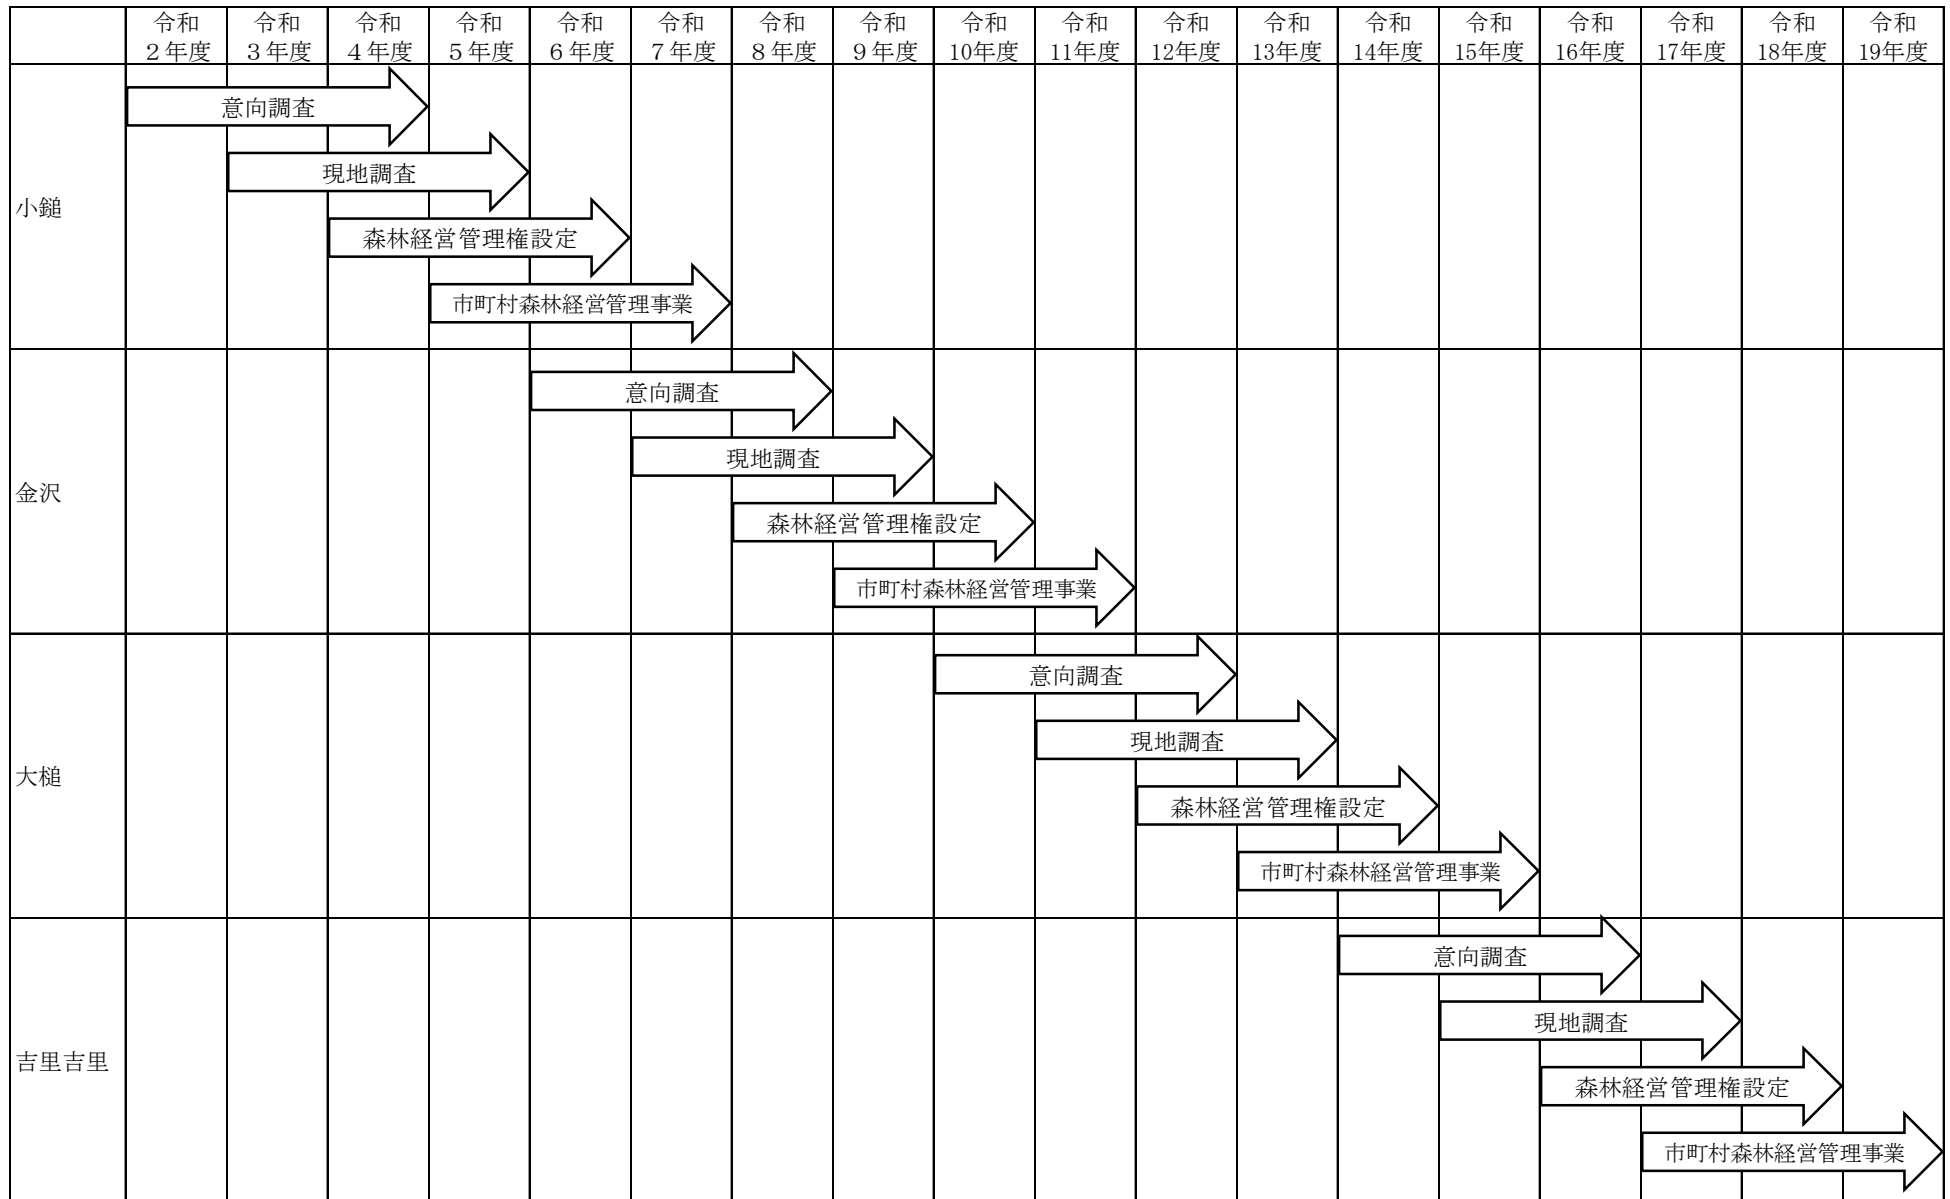 令和 令和 令和 令和 令和 令和 令和 令和 令和 令和 令和 令和 令和 令和 令和 令和 令和 令和
２年度 ３年度 ４年度 ５年度 ６年度 ７年度 ８年度 ９年度 10年度 11年度 12年度 13年度 14年度 15年度 16年度 17年度 18年度 19年度
意向調査
現地調査
小鎚
森林経営管理権設定
市町村森林経営管理事業
意向調査
現地調査
金沢
森林経営管理権設定
市町村森林経営管理事業
意向調査
現地調査
大槌
森林経営管理権設定
市町村森林経営管理事業
意向調査
現地調査
吉里吉里
森林経営管理権設定
市町村森林経営管理事業